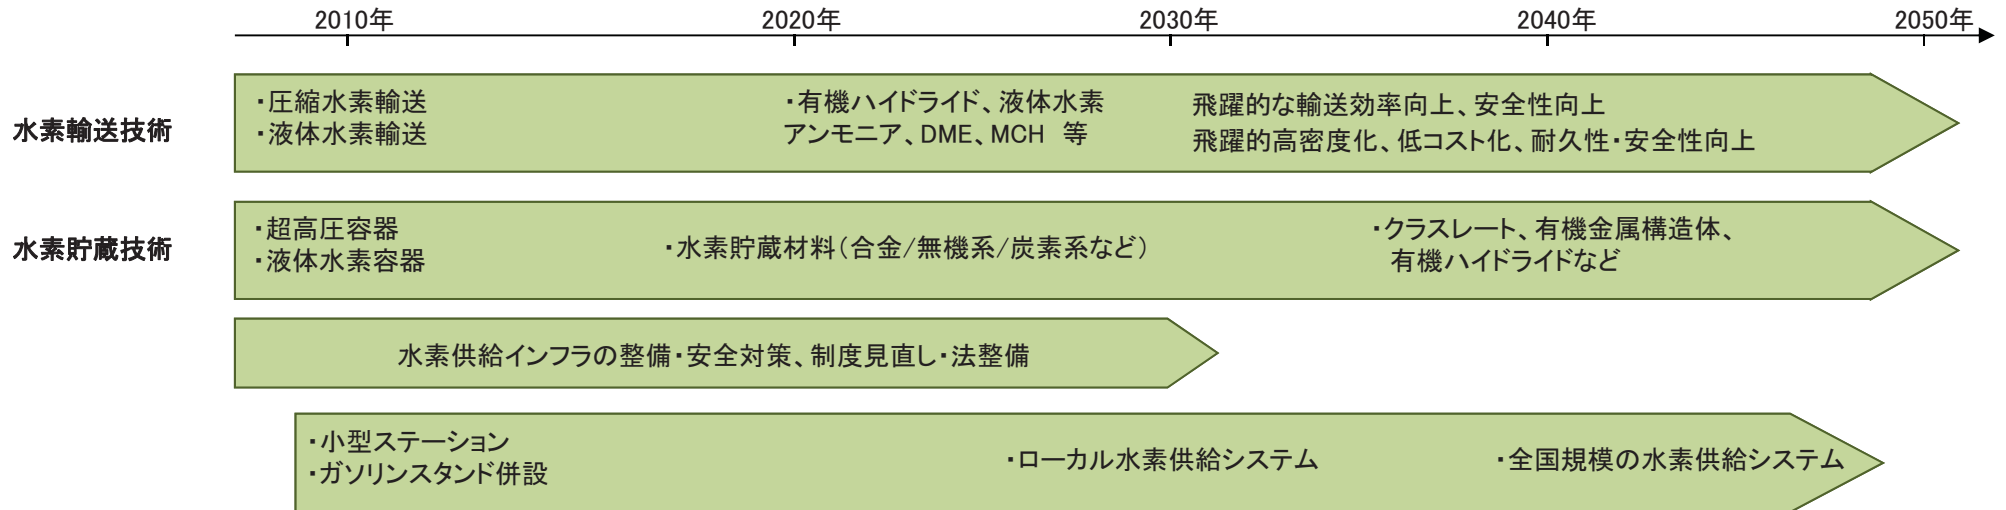 2010年 2020年 2030年 2040年 2050年
水素輸送技術
・圧縮水素輸送
・液体水素輸送
・有機ハイドライド、液体水素
アンモニア、DME、MCH 等
飛躍的な輸送効率向上、安全性向上
飛躍的高密度化、低コスト化、耐久性・安全性向上
水素貯蔵技術
・超高圧容器
・液体水素容器
・水素貯蔵材料（合金/無機系/炭素系など）
・クラスレート、有機金属構造体、
有機ハイドライドなど
水素供給インフラの整備・安全対策、制度見直し・法整備
・小型ステーション
・ガソリンスタンド併設
・ローカル水素供給システム
・全国規模の水素供給システム